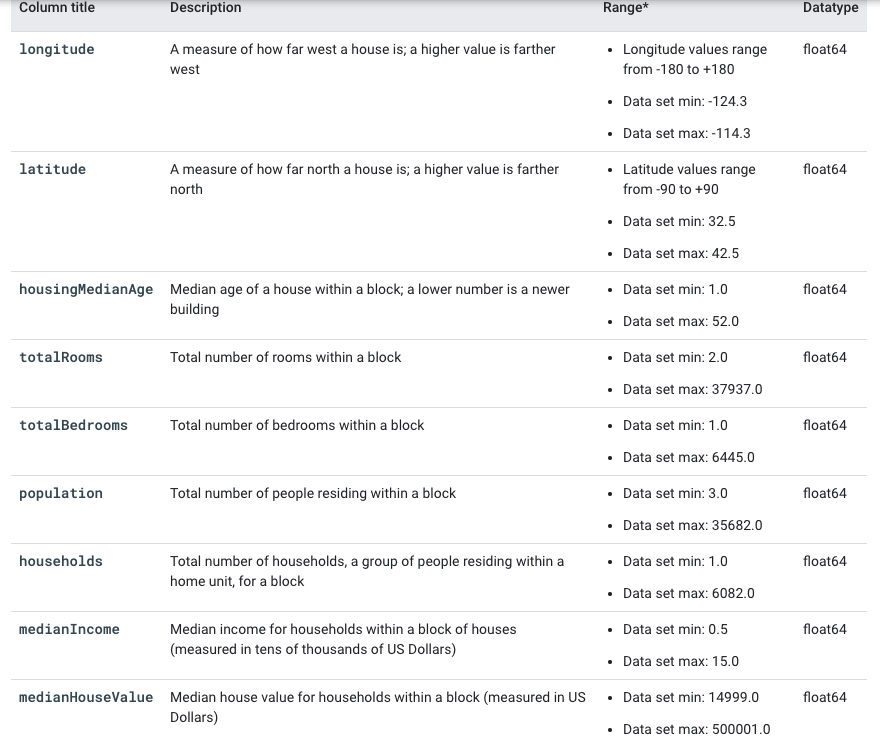 Column title Description Range* Datatype
longitude A measure of how far west a house is; a higher value is farther west • Longitude values range from -180 to +180 float64
• Data set min: -124.3
• Data set max: -114.3
latitude A measure of how far north a house is; a higher value is farther north • Latitude values range from -90 to +90 float64
• Data set min: 32.5
• Data set max: 42.5
housingMedianAge Median age of a house within a block; a lower number is a newer building • Data set min: 1.0 float64
• Data set max: 52.0
totalRooms Total number of rooms within a block • Data set min: 2.0 float64
• Data set max: 37937.0
totalBedrooms Total number of bedrooms within a block • Data set min: 1.0 float64
• Data set max: 6445.0
population Total number of people residing within a block • Data set min: 3.0 float64
• Data set max: 35682.0
households Total number of households, a group of people residing within a home unit, for a block • Data set min: 1.0 float64
• Data set max: 6082.0
medianIncome Median income for households within a block of houses (measured in tens of thousands of US Dollars) • Data set min: 0.5 float64
• Data set max: 15.0
medianHouseValue Median house value for households within a block (measured in US Dollars) • Data set min: 14999.0 float64
• Data set max: 500001.0